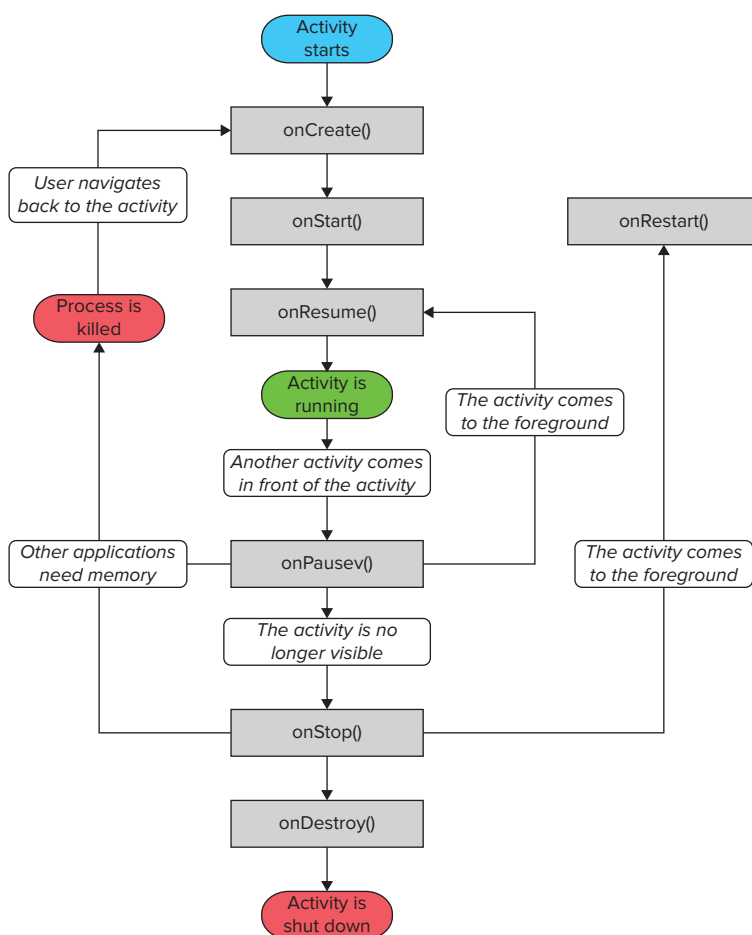 Activity
starts
onCreate()
User navigates
back to the activity
onStart()
onRestart()
Process is
killed
onResume()
Activity is
running
The activity comes
to the foreground
Another activity comes
in front of the activity
Other applications
need memory
onPausev()
The activity comes
to the foreground
The activity is no
longer visible
onStop()
onDestroy()
Activity is
shut down